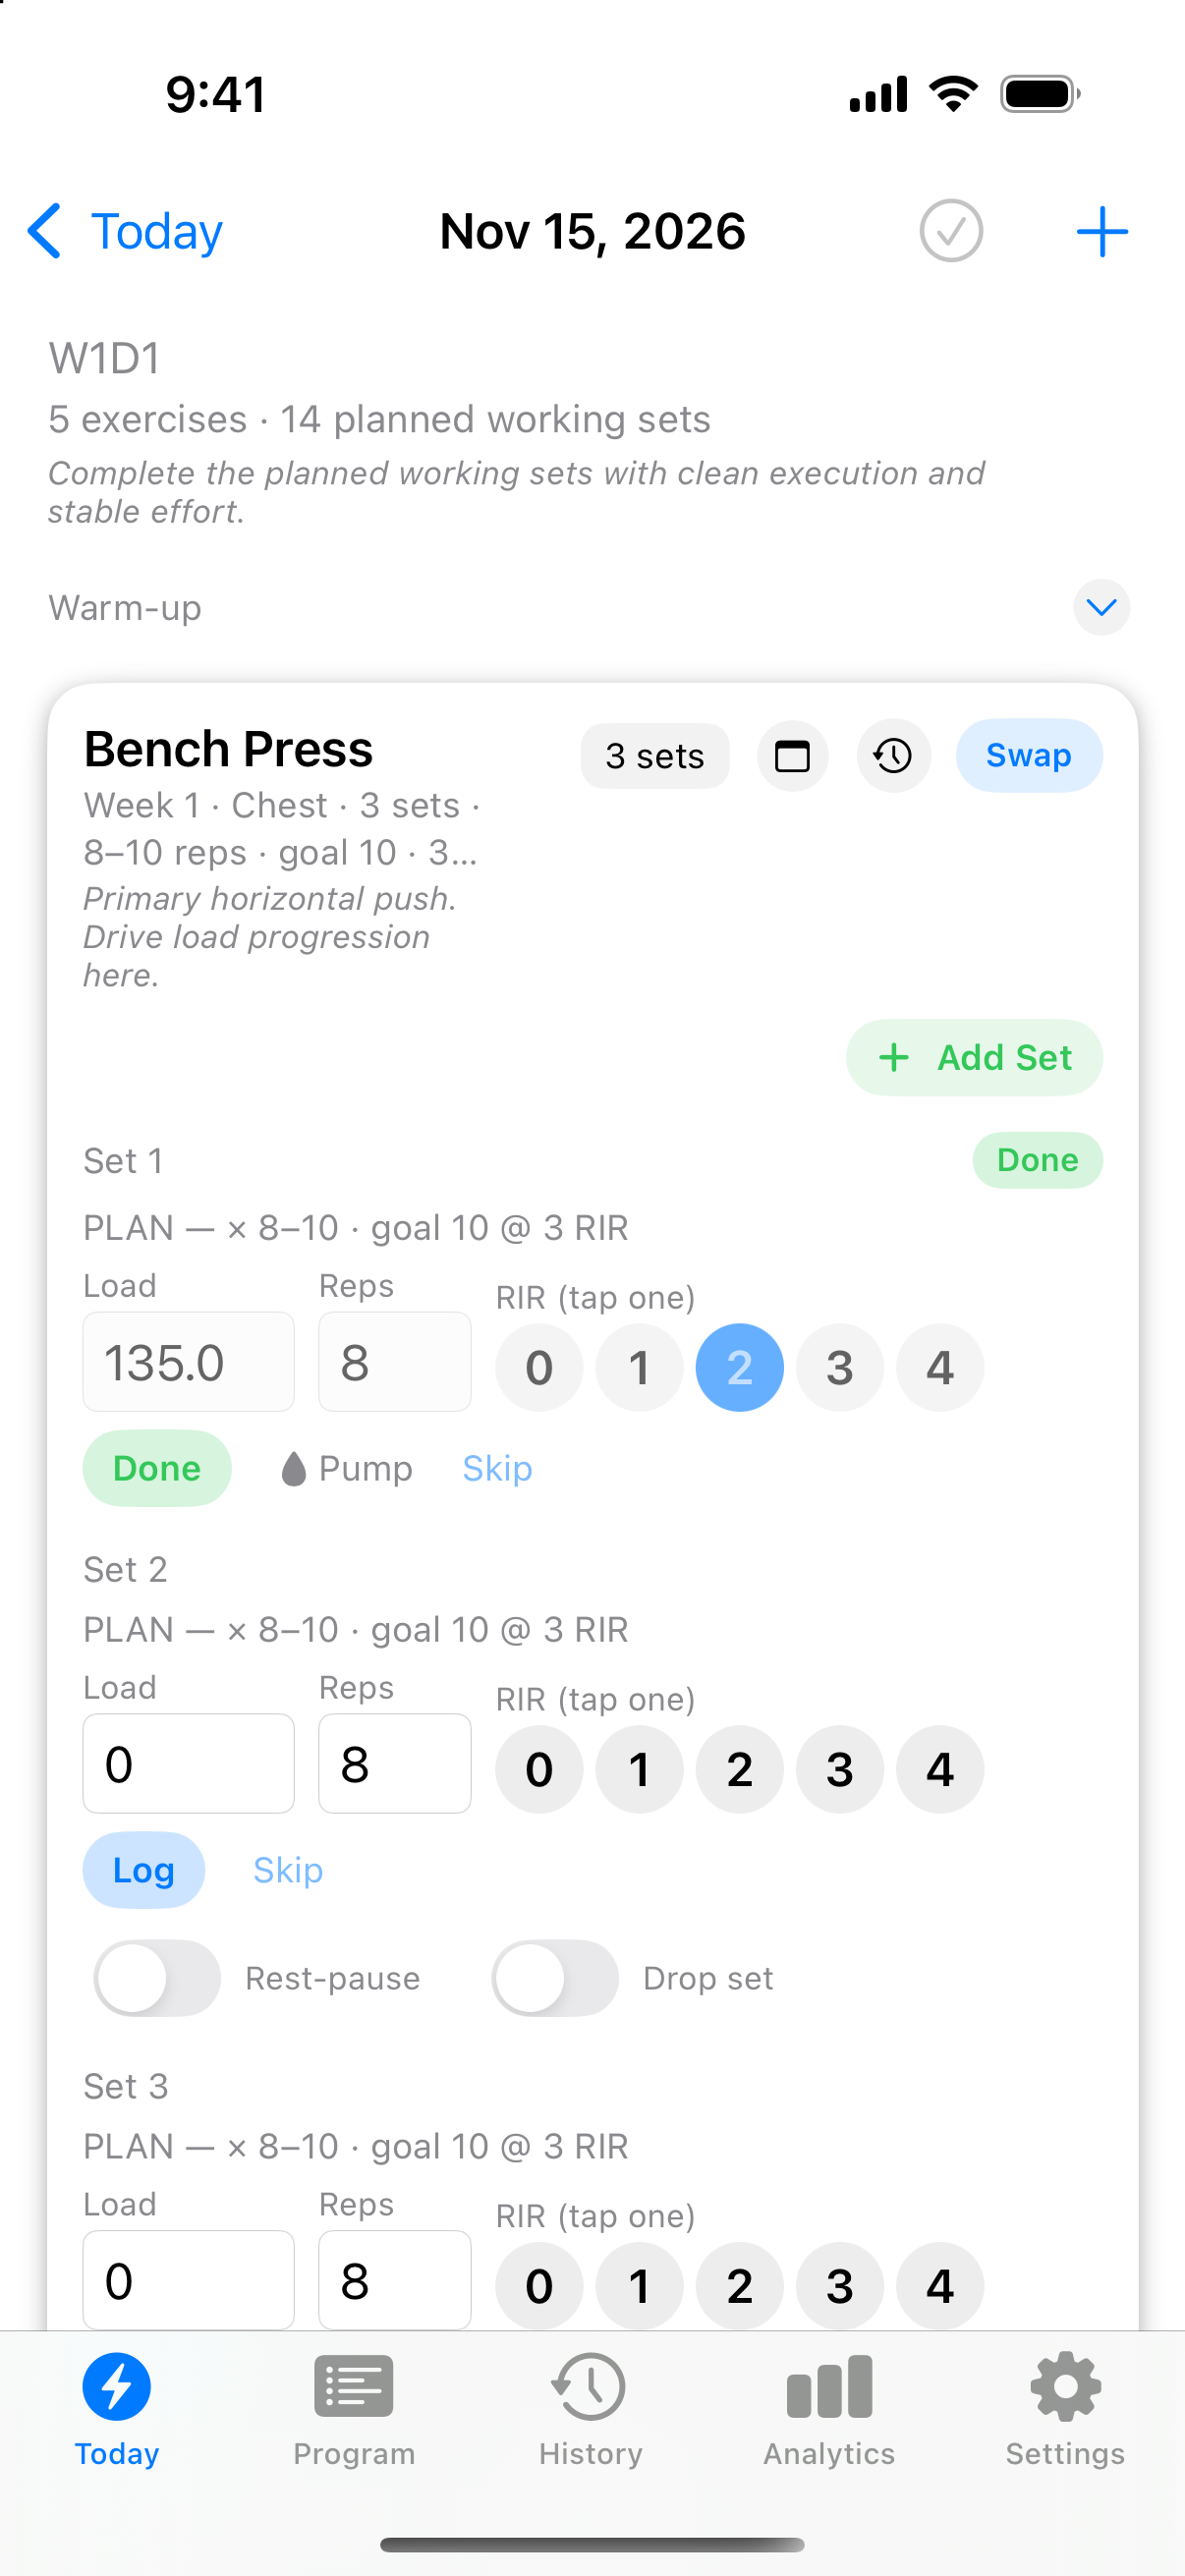 9:41
Today
Nov 15, 2026
W1D1
5 exercises · 14 planned working sets
Complete the planned working sets with clean execution and
stable effort.
Warm-up
Bench Press
3 sets
Swap
Week 1 · Chest · 3 sets ·
8–10 reps · goal 10 · 3...
Primary horizontal push.
Drive load progression
here.
+ Add Set
Set 1
Done
PLAN — × 8–10 · goal 10 @ 3 RIR
Load Reps RIR (tap one)
135.0 8 0 1 2 3 4
Done Pump Skip
Set 2
PLAN — × 8–10 · goal 10 @ 3 RIR
Load Reps RIR (tap one)
0 8 0 1 2 3 4
Log Skip
Rest-pause Drop set
Set 3
PLAN — × 8–10 · goal 10 @ 3 RIR
Load Reps RIR (tap one)
0 8 0 1 2 3 4
Today Program History Analytics Settings